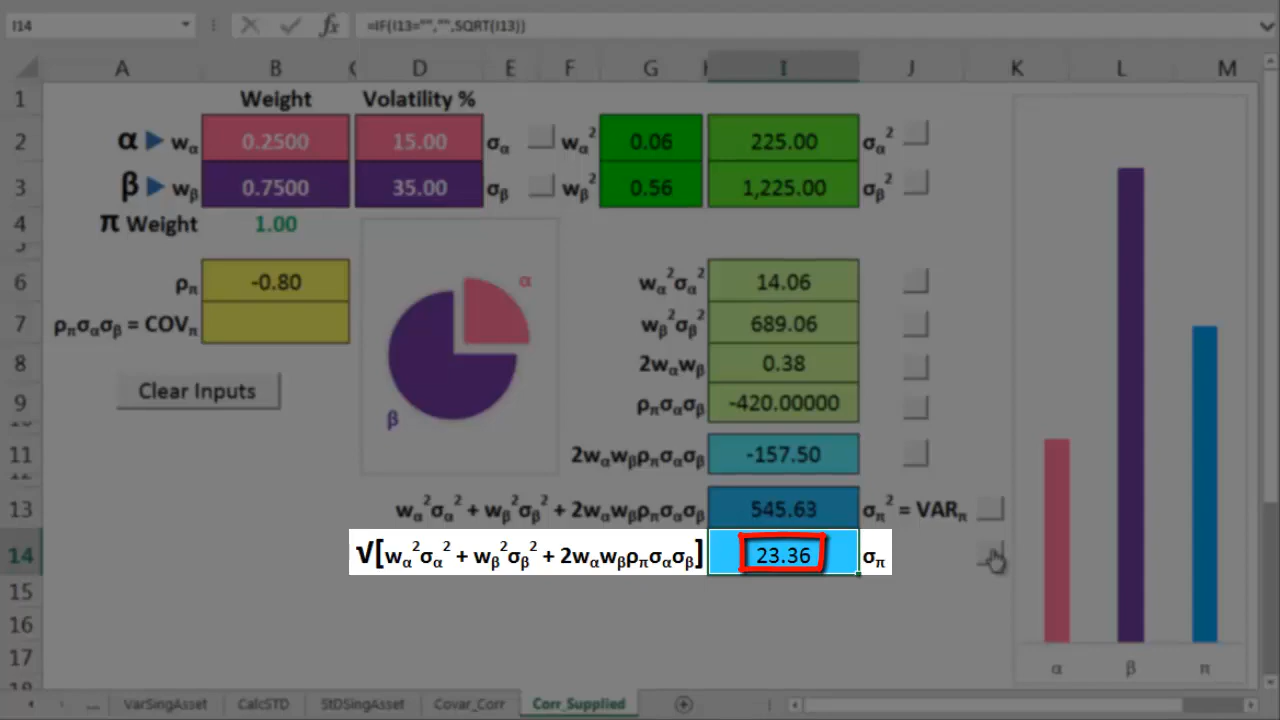 I14 fx =IF(I13="","",SQRT(I13))
A B C D E F G H I J K L M
1 Weight Volatility %
2 α wα 0.2500 15.00 σα wα² 0.06 225.00 σα²
3 β wβ 0.7500 35.00 σβ wβ² 0.56 1,225.00 σβ²
4 π Weight 1.00
α
6 ρπ -0.80 wα²σα² 14.06
7 ρπσασβ = COVπ wβ²σβ² 689.06
8 2wαwβ 0.38
Clear Inputs
9 ρπσασβ -420.00000
β
11 2wαwβρπσασβ -157.50
13 wα²σα² + wβ²σβ² + 2wαwβρπσασβ 545.63 σπ² = VARπ
14 √[wα²σα² + wβ²σβ² + 2wαwβρπσασβ] 23.36 σπ
15
16
17
α β π
18
... VarSingAsset CalcSTD StDSingAsset Covar_Corr Corr_Supplied